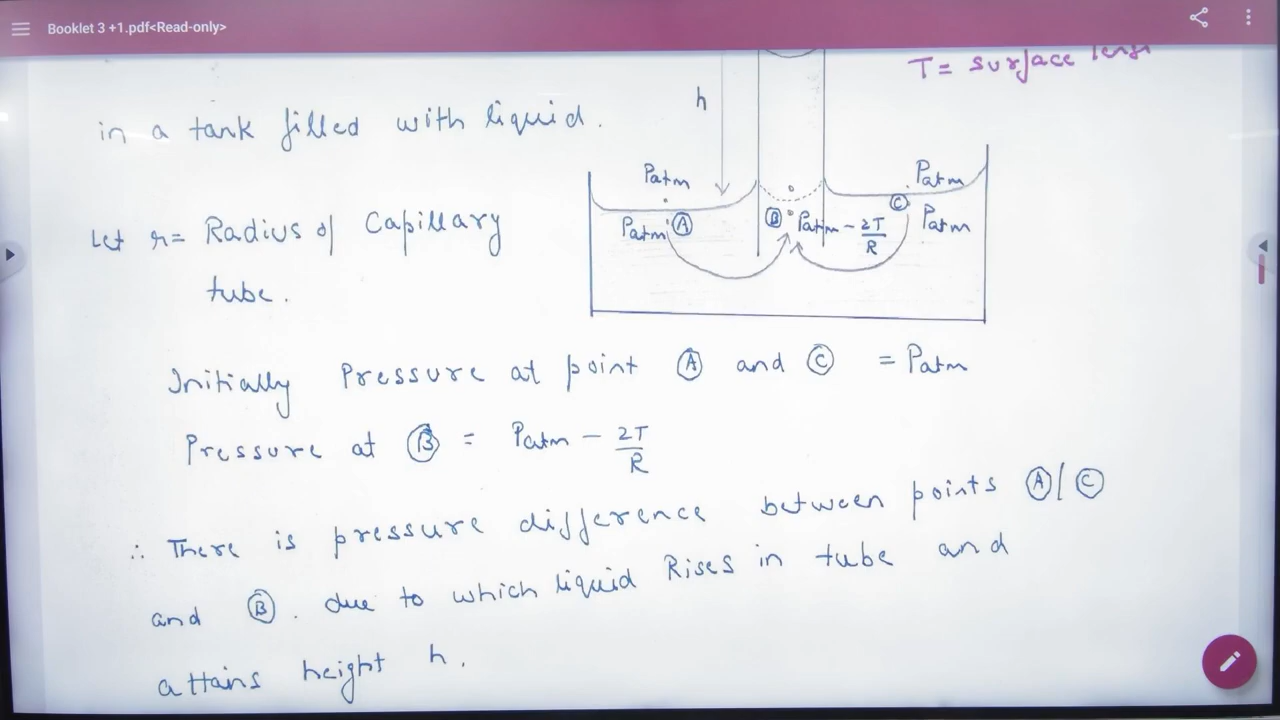 Booklet 3 +1.pdf<Read-only>
T = surface tensi
h
in a tank filled with liquid.
Patm
Patm
Patm Ⓐ
Ⓑ Patm - 2T/R
Ⓒ
Patm
Let r = Radius of Capillary
tube.
Initially Pressure at point Ⓐ and Ⓒ = Patm
Pressure at Ⓑ = Patm - 2T/R
∴ There is pressure difference between points Ⓐ/Ⓒ
and Ⓑ. due to which liquid Rises in tube and
attains height h.